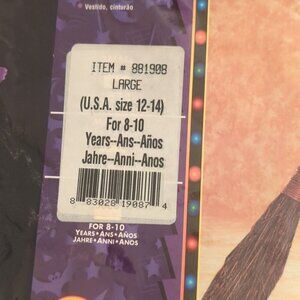 • Vestido, cinturão
ITEM # 881908
LARGE
(U.S.A. size 12-14)
For 8-10
Years--Ans--Años
Jahre--Anni--Anos
8 83028 19087 4
FOR 8-10
YEARS•ANS•AÑOS
JAHRE•ANNI•ANOS